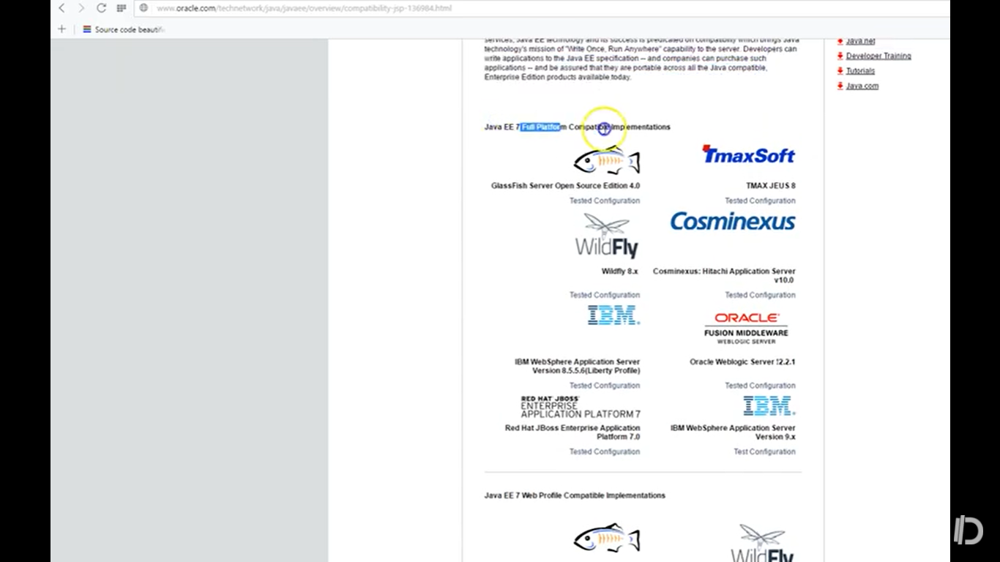 www.oracle.com/technetwork/java/javaee/overview/compatibility-jsp-136984.html
Source code beautif
services, Java EE technology and its success is predicated on compatibility which brings Java
technology's mission of "Write Once, Run Anywhere" capability to the server. Developers can
write applications to the Java EE specification -- and companies can purchase such
applications -- and be assured that they are portable across all the Java compatible,
Enterprise Edition products available today.
Java.net
Developer Training
Tutorials
Java.com
Java EE 7 Full Platform Compatible Implementations
TmaxSoft
GlassFish Server Open Source Edition 4.0
TMAX JEUS 8
Tested Configuration
Tested Configuration
WildFly
Cosminexus
Wildfly 8.x
Cosminexus: Hitachi Application Server
v10.0
Tested Configuration
Tested Configuration
IBM.
ORACLE
FUSION MIDDLEWARE
WEBLOGIC SERVER
IBM WebSphere Application Server
Version 8.5.5.6(Liberty Profile)
Oracle Weblogic Server !2.2.1
Tested Configuration
Tested Configuration
RED HAT JBOSS
ENTERPRISE
APPLICATION PLATFORM 7
IBM.
Red Hat JBoss Enterprise Application
Platform 7.0
IBM WebSphere Application Server
Version 9.x
Tested Configuration
Test Configuration
Java EE 7 Web Profile Compatible Implementations
WildFly